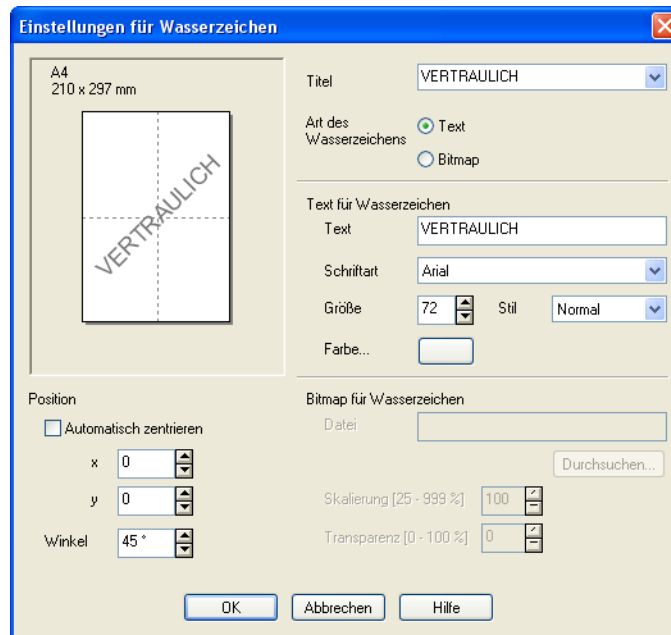 Einstellungen für Wasserzeichen
A4
210 x 297 mm
VERTRAULICH
Titel VERTRAULICH
Art des
Wasserzeichens
Text
Bitmap
Text für Wasserzeichen
Text VERTRAULICH
Schriftart Arial
Größe 72 Stil Normal
Farbe...
Position
Automatisch zentrieren
x 0
y 0
Winkel 45 °
Bitmap für Wasserzeichen
Datei
Durchsuchen...
Skalierung [25 - 999 %] 100
Transparenz [0 - 100 %] 0
OK Abbrechen Hilfe